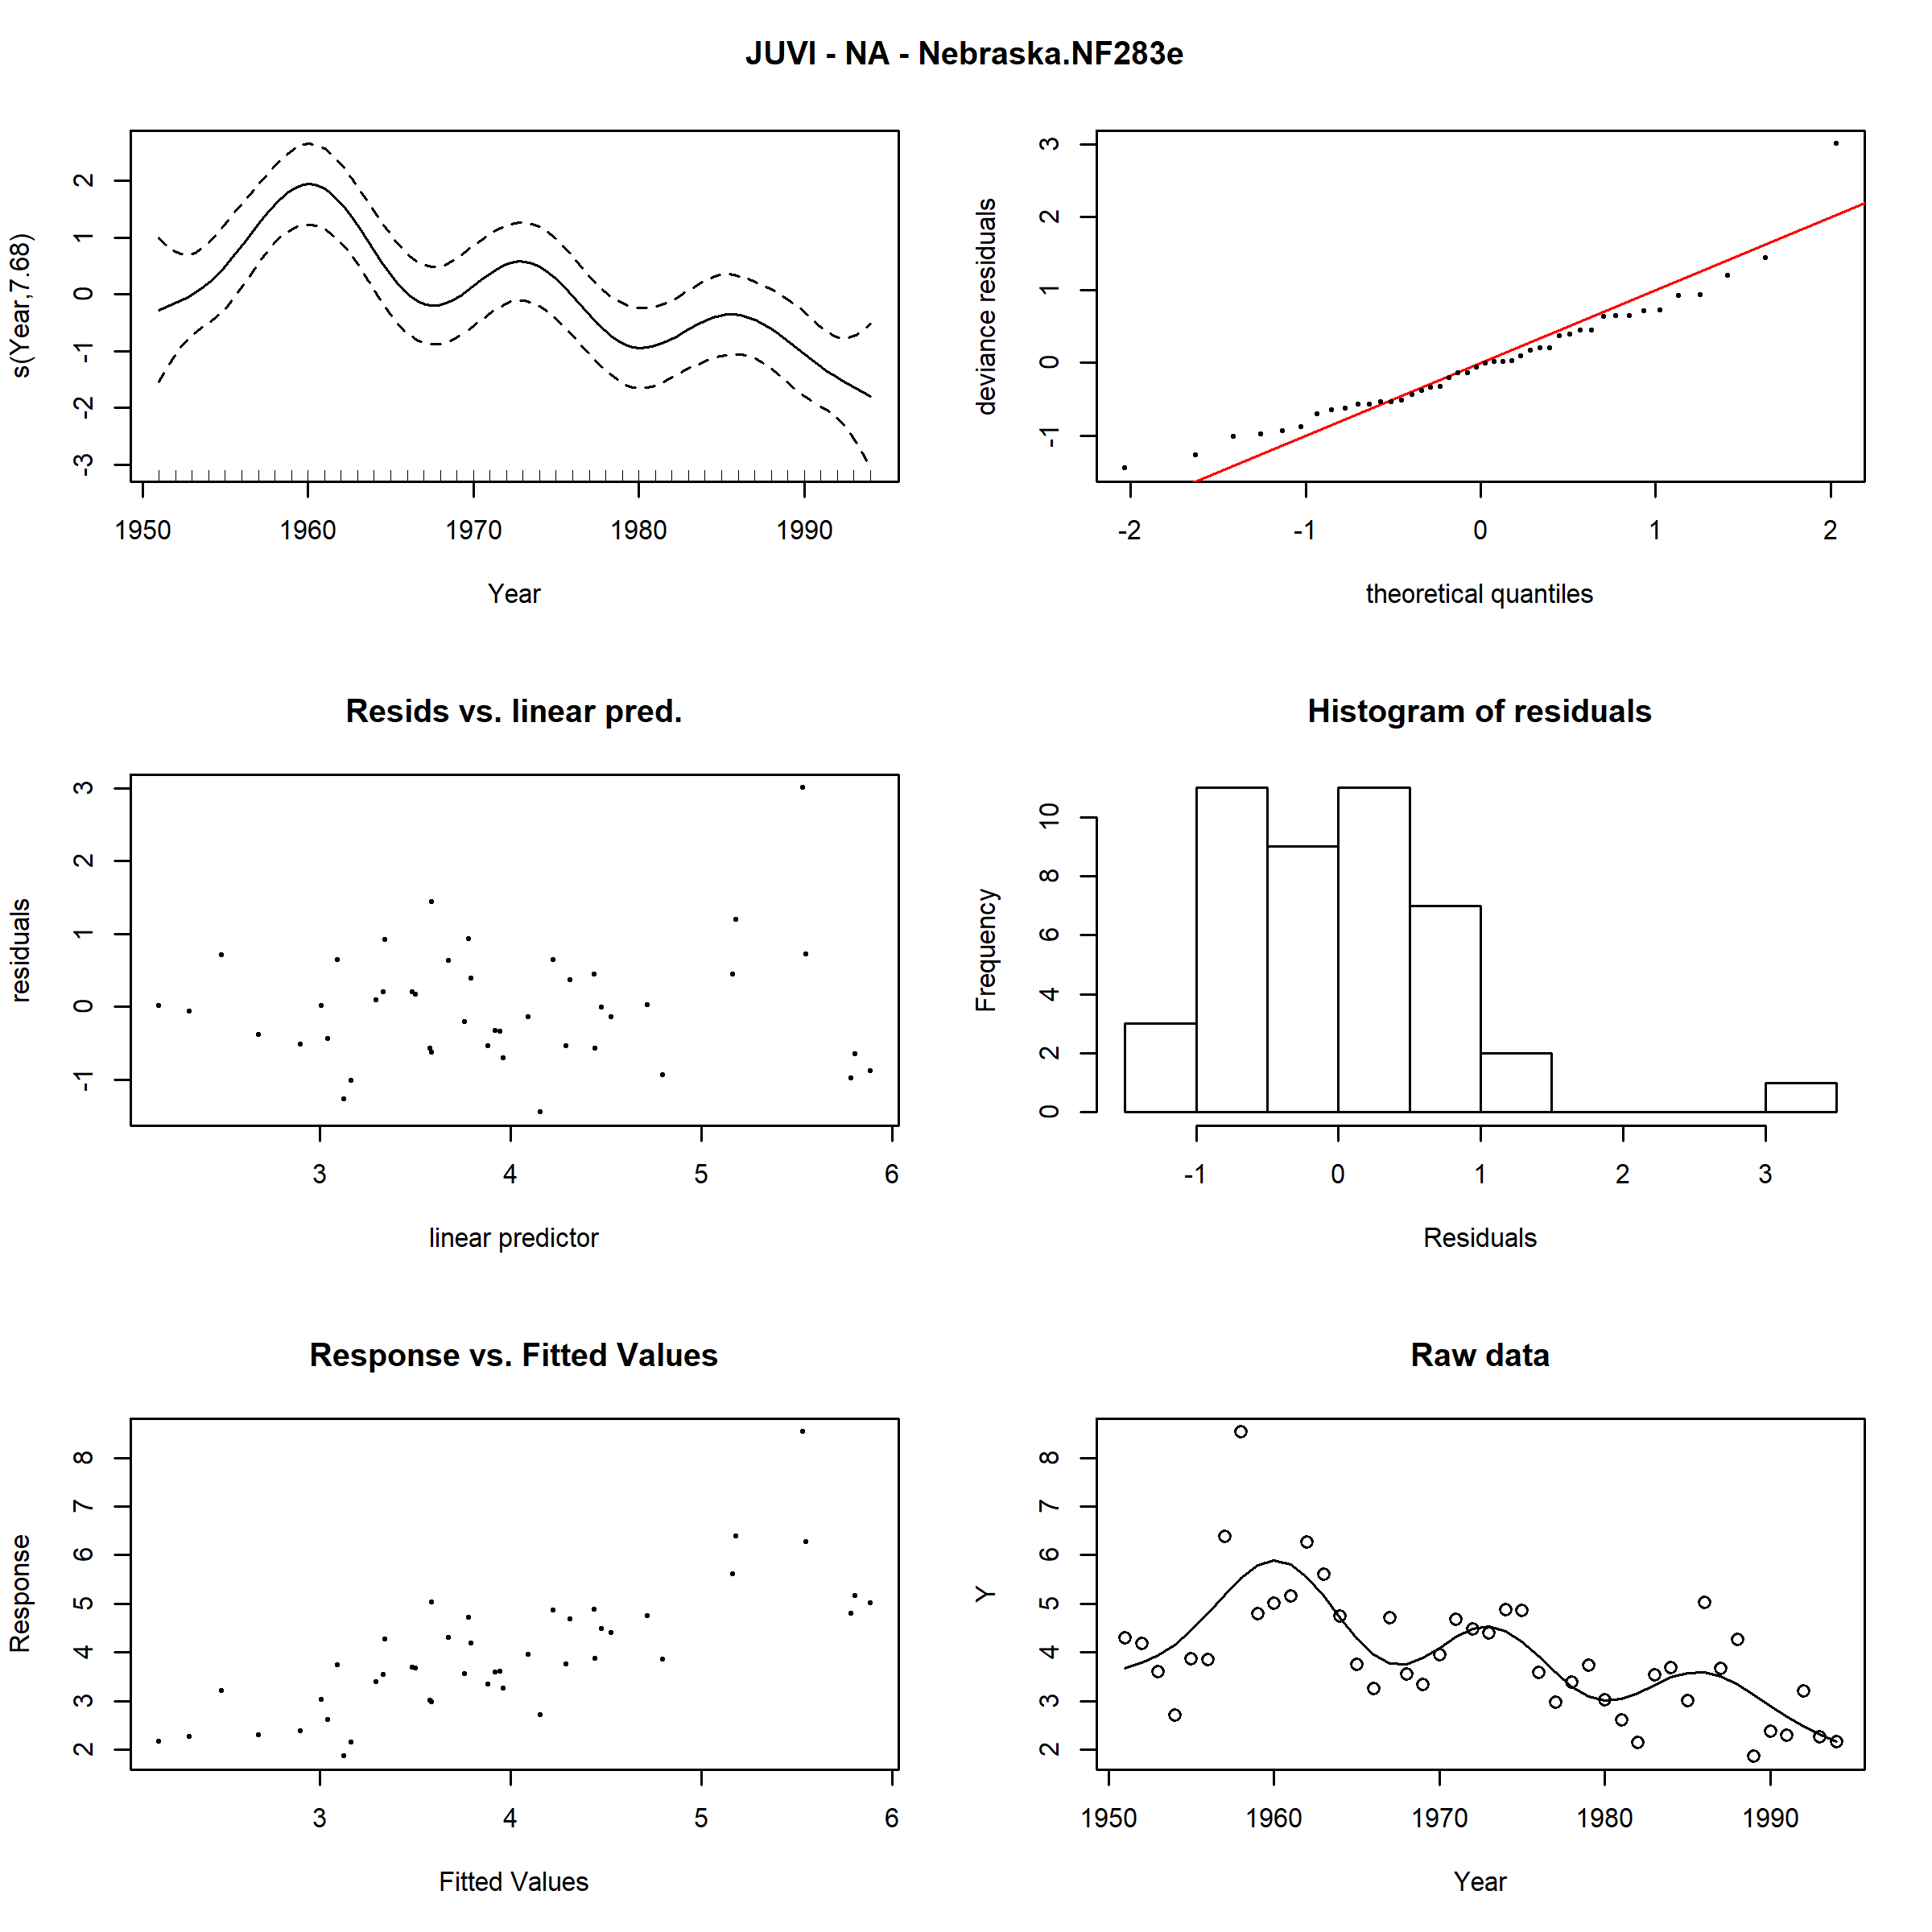 JUVI - NA - Nebraska.NF283e
s(Year,7.68)
2
1
0
-1
-2
-3
1950 1960 1970 1980 1990
Year
deviance residuals
3
2
1
0
-1
-2 -1 0 1 2
theoretical quantiles
Resids vs. linear pred.
residuals
3
2
1
0
-1
3 4 5 6
linear predictor
Histogram of residuals
Frequency
10
8
6
4
2
0
-1 0 1 2 3
Residuals
Response vs. Fitted Values
Response
8
7
6
5
4
3
2
3 4 5 6
Fitted Values
Raw data
Y
8
7
6
5
4
3
2
1950 1960 1970 1980 1990
Year